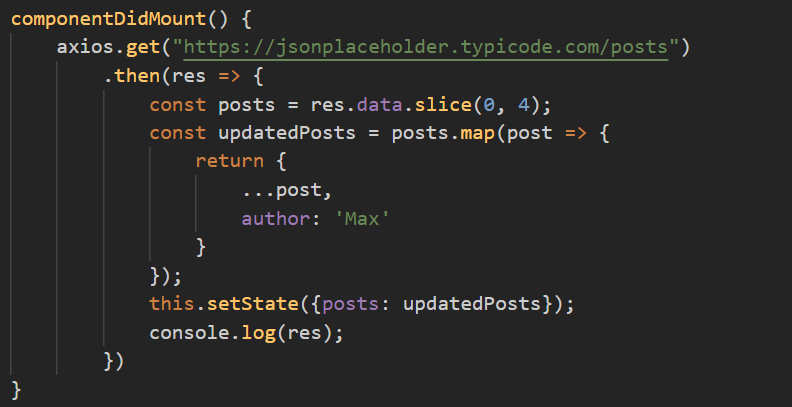 componentDidMount() {
    axios.get("https://jsonplaceholder.typicode.com/posts")
        .then(res => {
            const posts = res.data.slice(0, 4);
            const updatedPosts = posts.map(post => {
                return {
                    ...post,
                    author: 'Max'
                }
            });
            this.setState({posts: updatedPosts});
            console.log(res);
        })
}